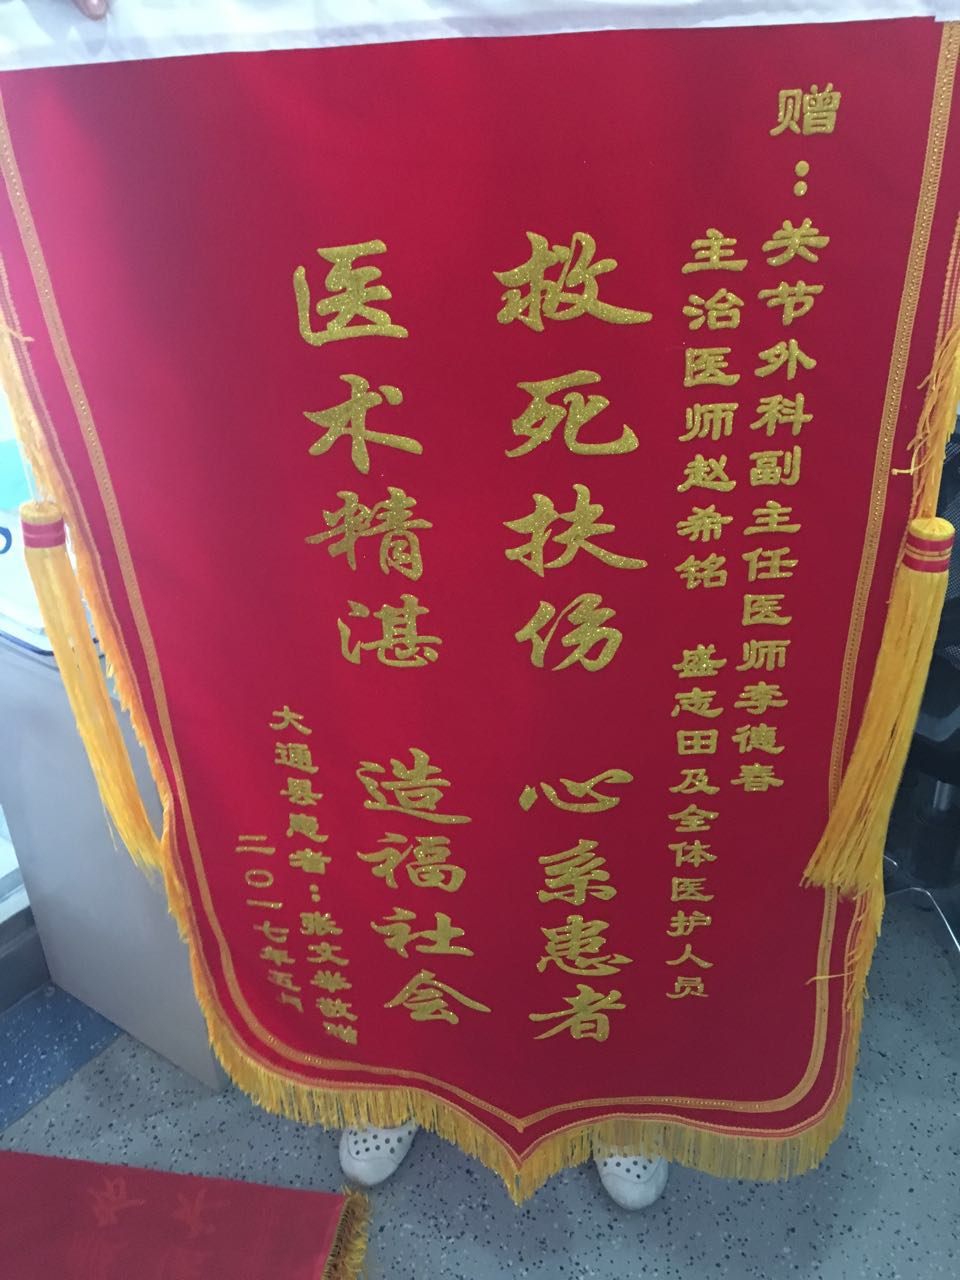 赠：关节外科副主任医师李德春
主治医师赵希铭 盛志田及全体医护人员
救死扶伤 心系患者
医术精湛 造福社会
大通县患者：张文举敬赠
二〇一七年五月